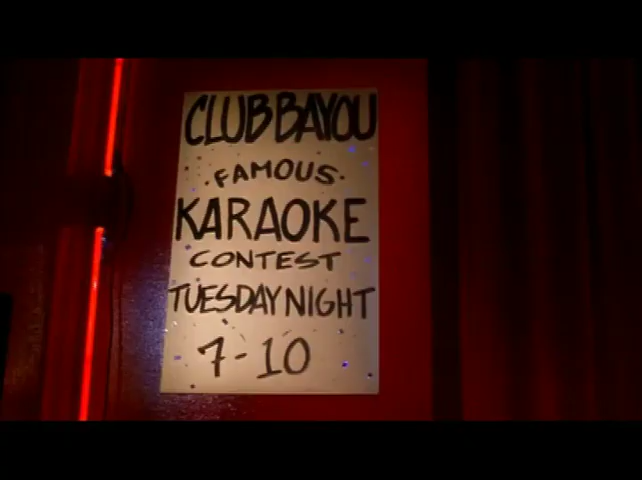 CLUB BAYOU
·FAMOUS·
KARAOKE
CONTEST
TUESDAY NIGHT
7-10